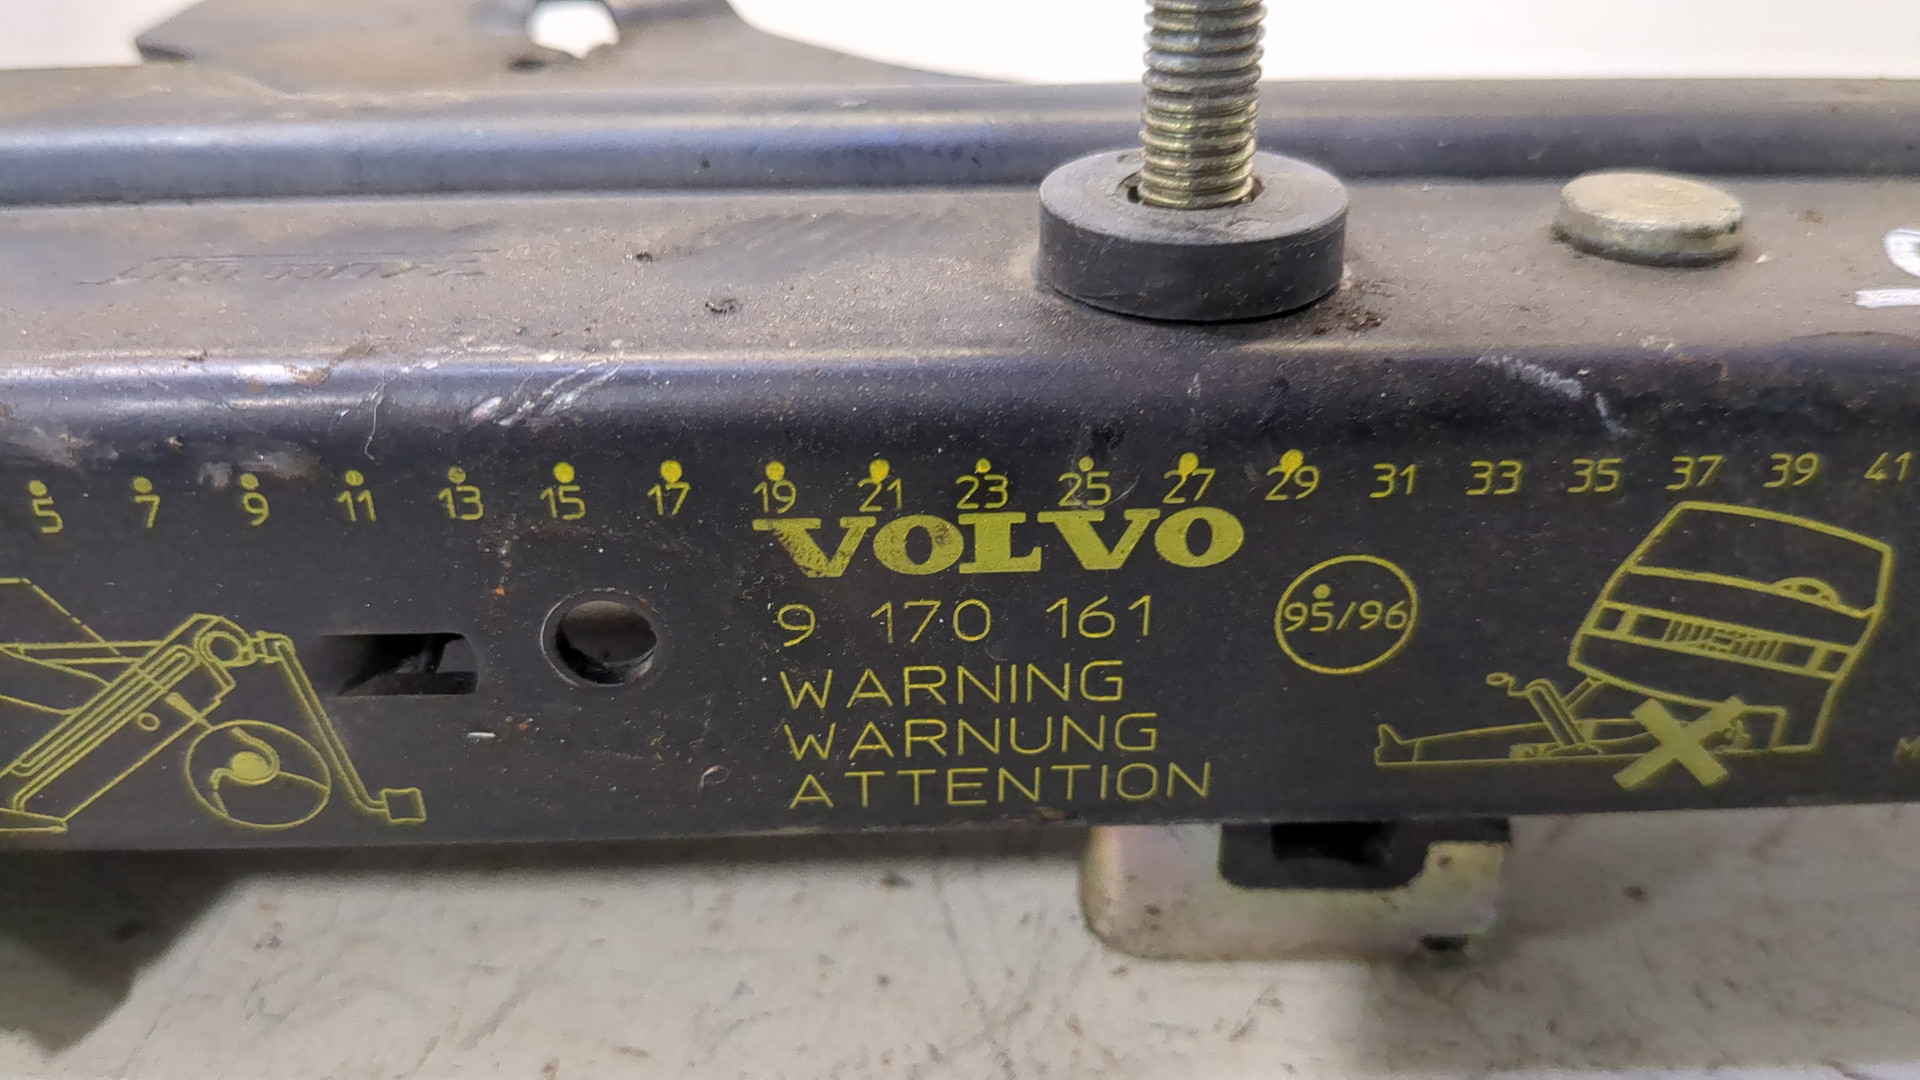 5 7 9 11 13 15 17 19 21 23 25 27 29 31 33 35 37 39 41
VOLVO
9 170 161
95/96
WARNING
WARNUNG
ATTENTION